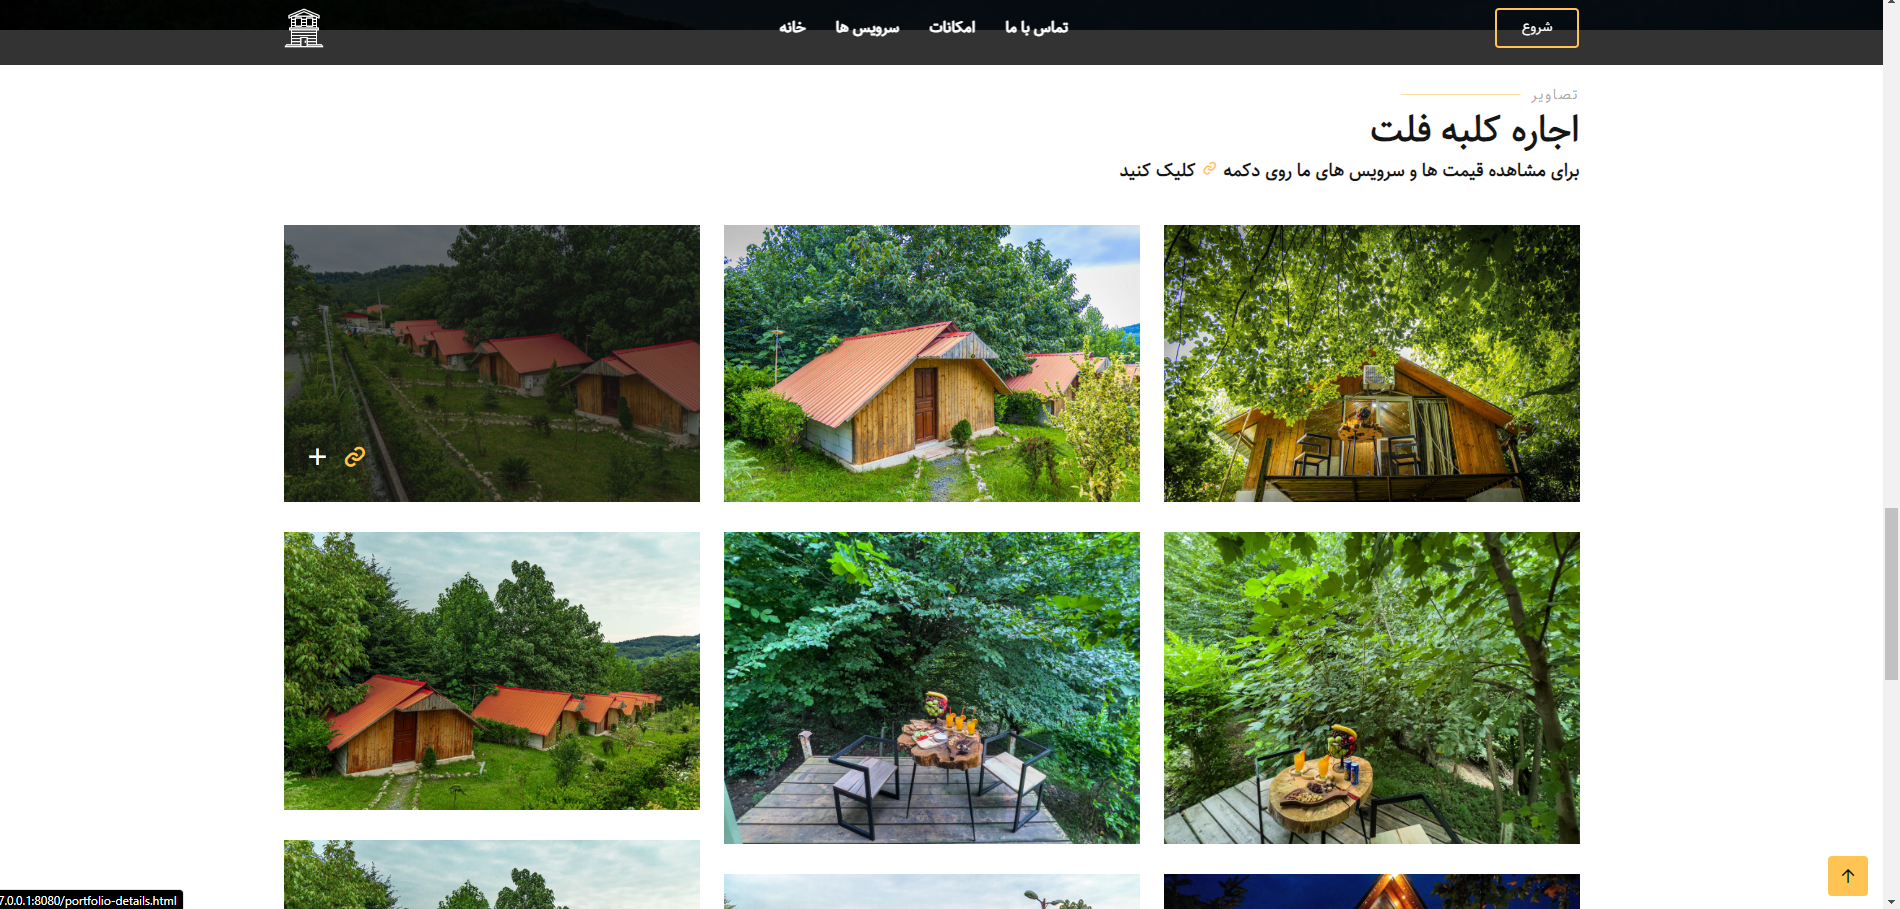 خانه سرویس ها امکانات تماس با ما
شروع
تصاویر
اجاره کلبه فلت
برای مشاهده قیمت ها و سرویس های ما روی دکمه کلیک کنید
7.0.0.1:8080/portfolio-details.html